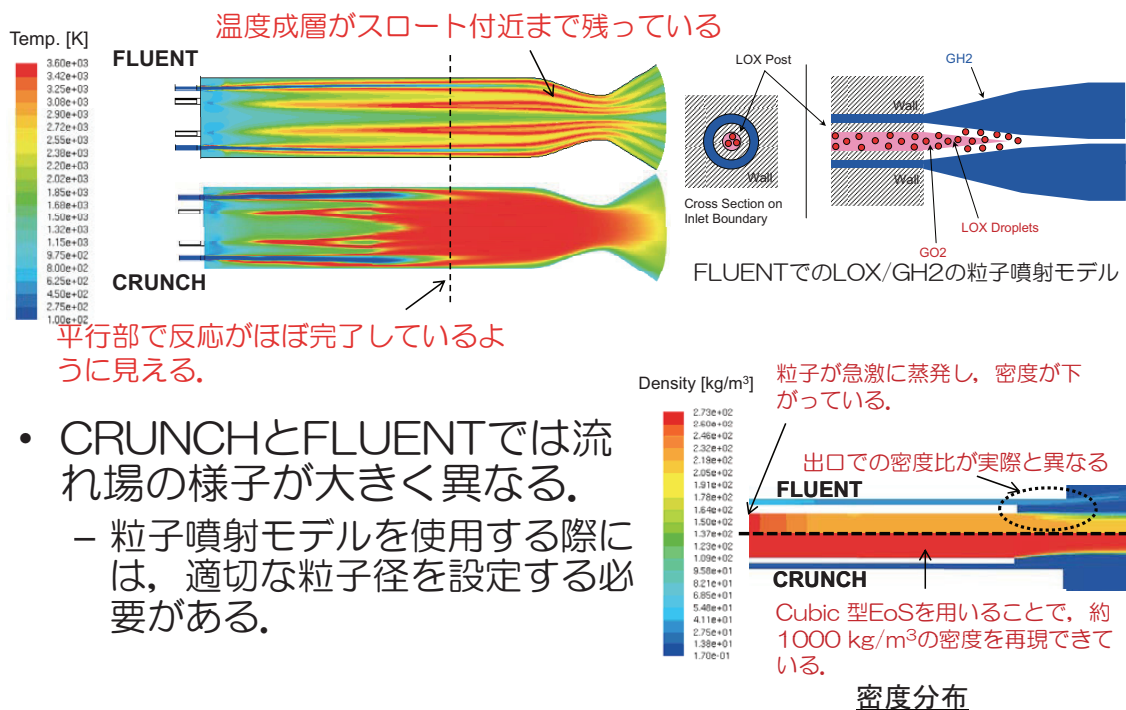 温度成層がスロート付近まで残っている
Temp. [K]
FLUENT
3.60e+03
3.42e+03
3.25e+03
3.08e+03
2.90e+03
2.72e+03
2.55e+03
2.38e+03
2.20e+03
2.02e+03
1.85e+03
1.68e+03
1.50e+03
1.32e+03
1.15e+03
9.75e+02
8.00e+02
6.25e+02
4.50e+02
2.75e+02
1.00e+02
CRUNCH
平行部で反応がほぼ完了しているよ
うに見える.
LOX Post
GH2
Wall
Wall
Wall
Cross Section on
Inlet Boundary
LOX Droplets
GO2
FLUENTでのLOX/GH2の粒子噴射モデル
• CRUNCHとFLUENTでは流
れ場の様子が大きく異なる.
– 粒子噴射モデルを使用する際に
は,適切な粒子径を設定する必
要がある.
Density [kg/m3]
粒子が急激に蒸発し,密度が下
がっている.
2.73e+02
2.60e+02
2.46e+02
2.32e+02
2.18e+02
2.05e+02
1.91e+02
1.78e+02
1.64e+02
1.50e+02
1.37e+02
1.23e+02
1.09e+02
9.58e+01
8.21e+01
6.85e+01
5.48e+01
4.11e+01
2.75e+01
1.38e+01
1.70e-01
出口での密度比が実際と異なる
FLUENT
CRUNCH
Cubic 型EoSを用いることで,約
1000 kg/m3の密度を再現できて
いる.
密度分布